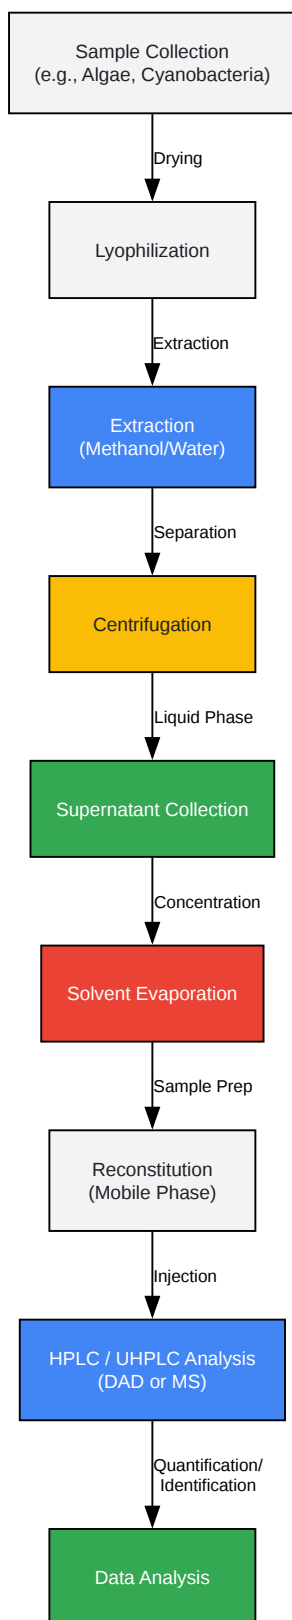 Sample Collection
(e.g., Algae, Cyanobacteria)
Drying
Lyophilization
Extraction
Extraction
(Methanol/Water)
Separation
Centrifugation
Liquid Phase
Supernatant Collection
Concentration
Solvent Evaporation
Sample Prep
Reconstitution
(Mobile Phase)
Injection
HPLC / UHPLC Analysis
(DAD or MS)
Quantification/
Identification
Data Analysis